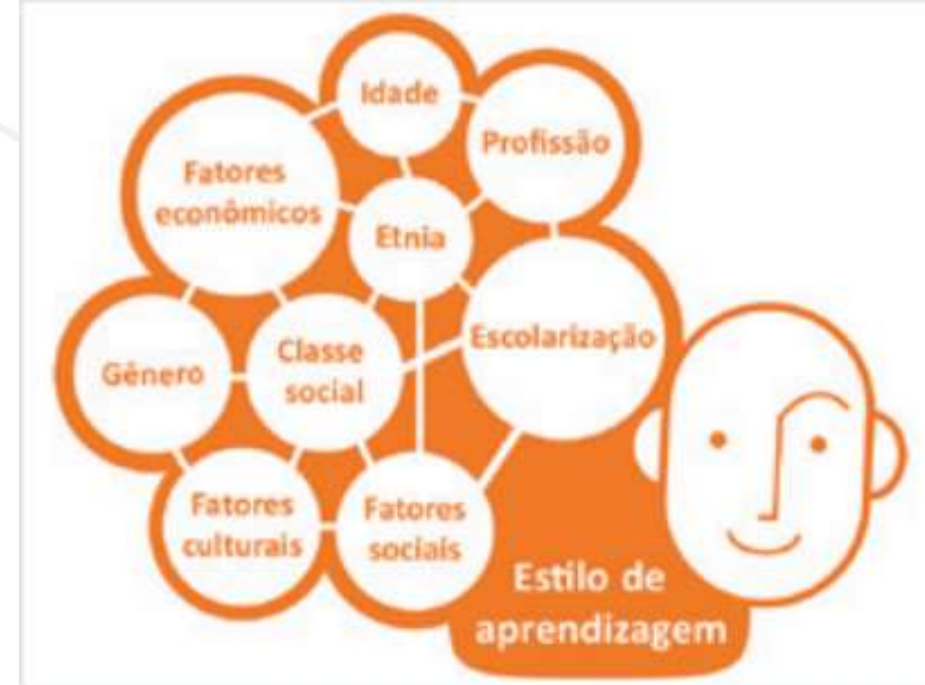 Idade
Profissão
Fatores
econômicos
Etnia
Escolarização
Classe
social
Gênero
Fatores
culturais
Fatores
sociais
Estilo de
aprendizagem